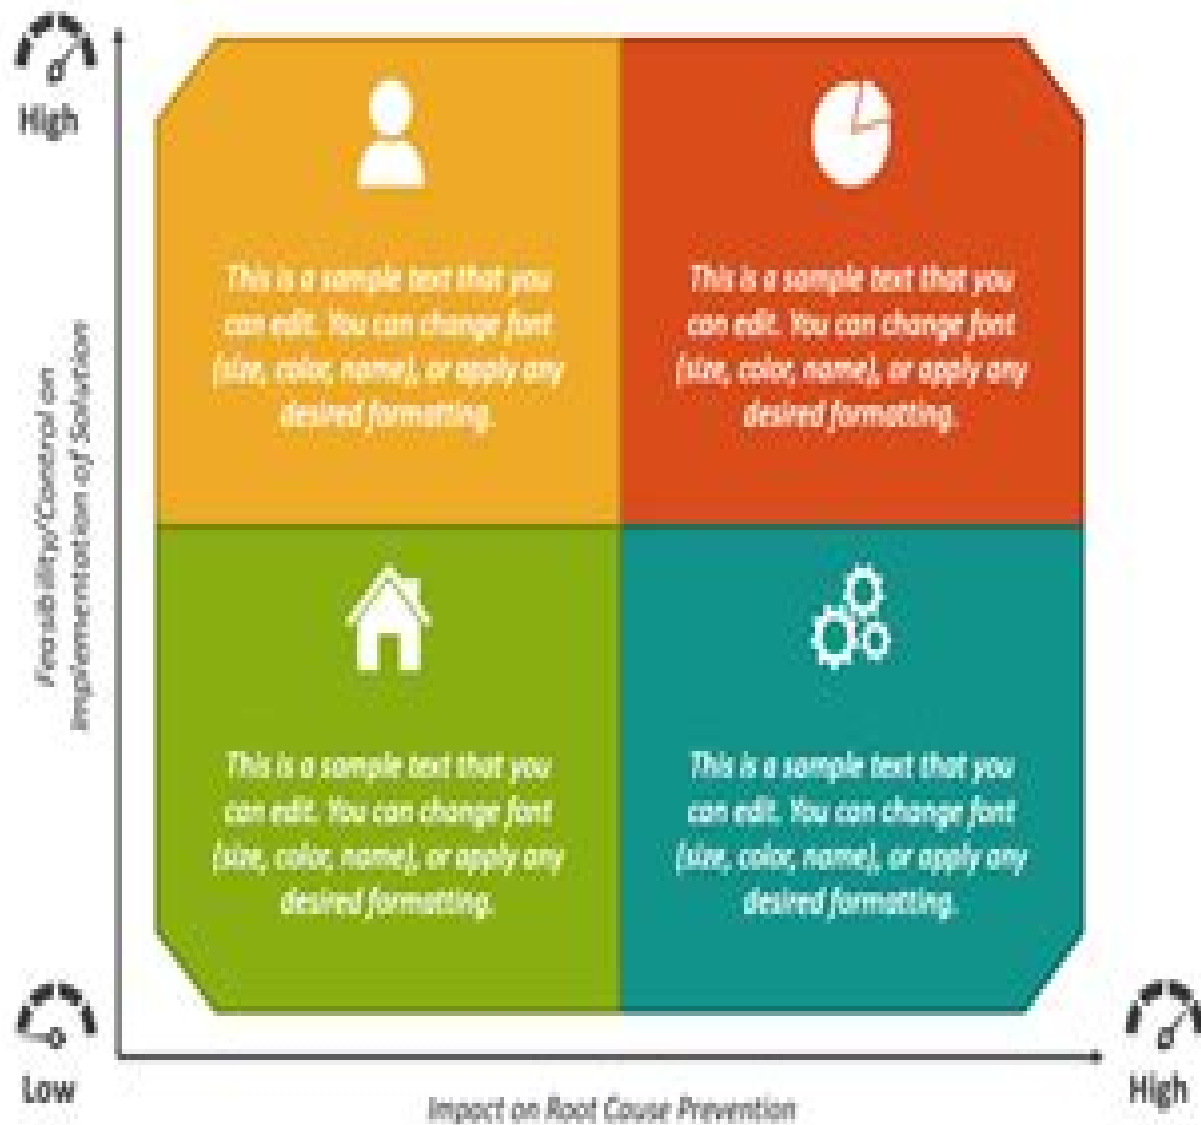 High
Feasibility/Control on
Implementation of Solution
This is a sample text that you
can edit. You can change font
(size, color, name), or apply any
desired formatting.
This is a sample text that you
can edit. You can change font
(size, color, name), or apply any
desired formatting.
This is a sample text that you
can edit. You can change font
(size, color, name), or apply any
desired formatting.
This is a sample text that you
can edit. You can change font
(size, color, name), or apply any
desired formatting.
Low
High
Impact on Root Cause Prevention